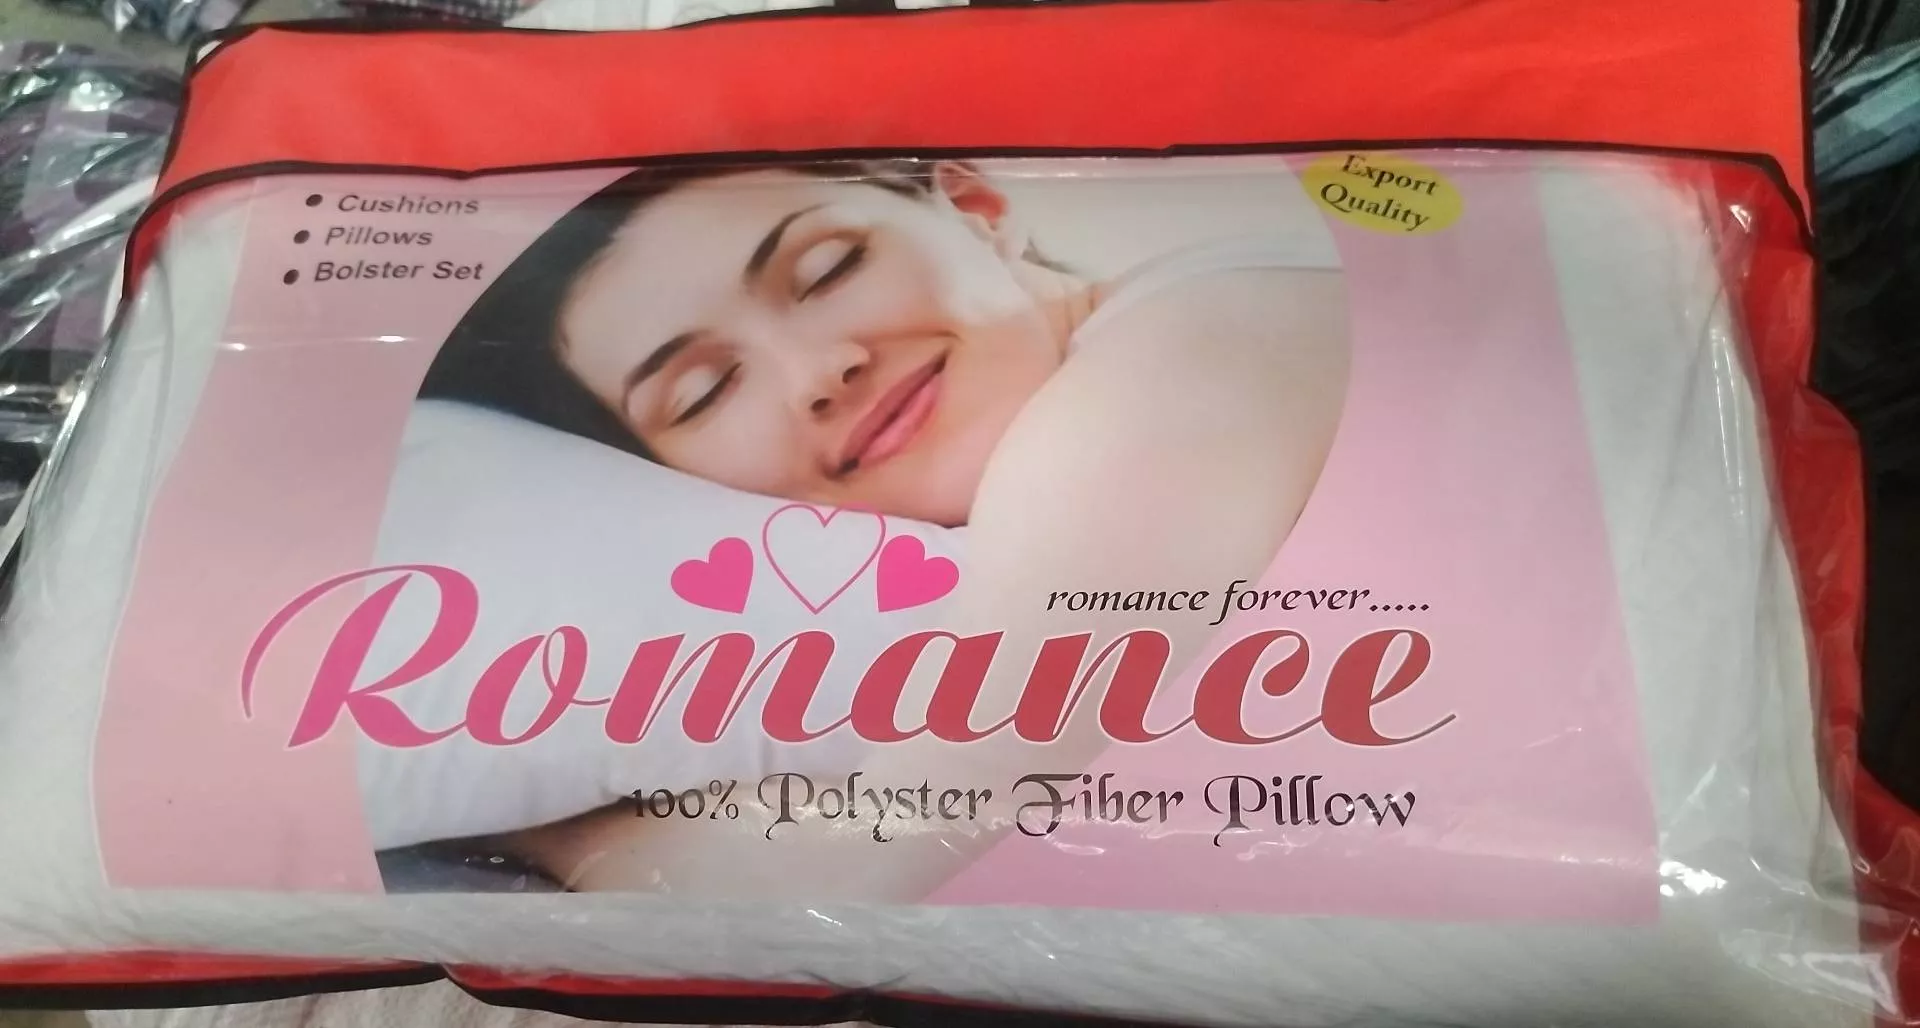 • Cushions
• Pillows
• Bolster Set
Export
Quality
romance forever.....
Romance
100% Polyster Fiber Pillow